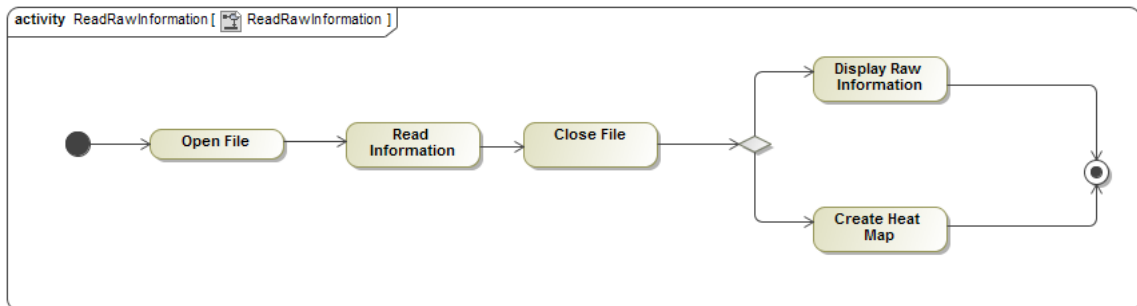 activity ReadRawInformation [ ReadRawInformation ]
Open File
Read
Information
Close File
Display Raw
Information
Create Heat
Map